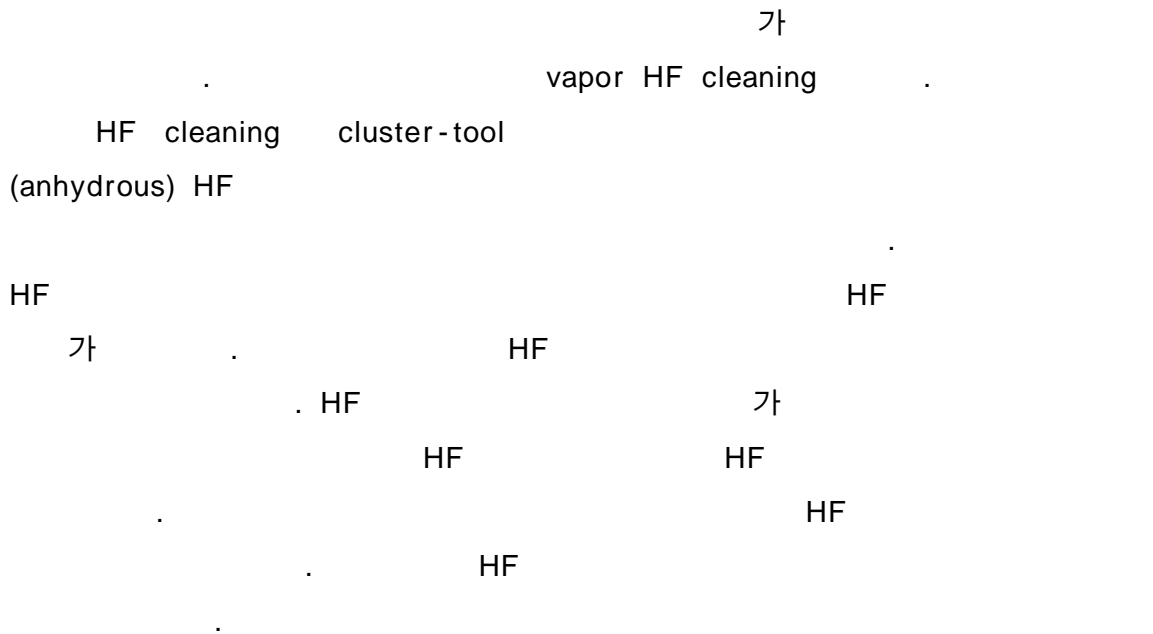 가
. vapor HF cleaning .
HF cleaning cluster-tool
(anhydrous) HF
.
HF HF
가 . HF
. HF 가
HF HF
. HF
. HF
.